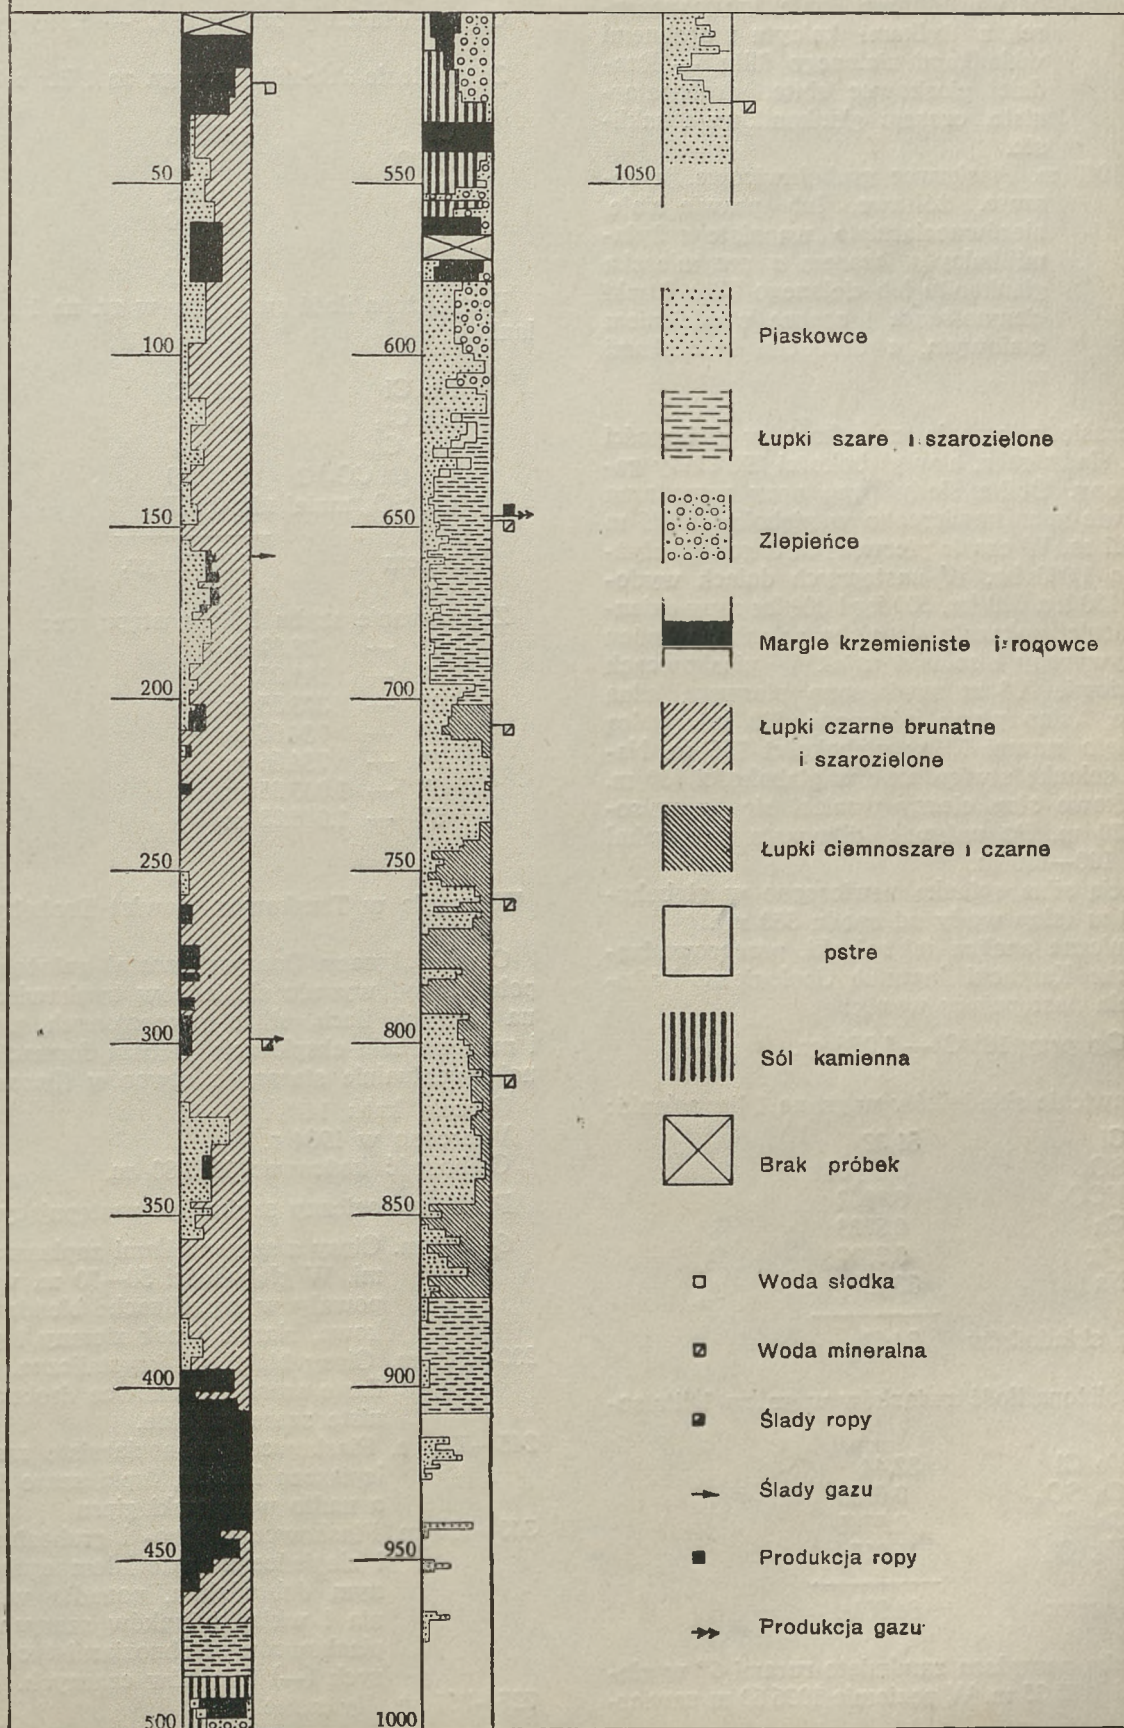 50
100
150
200
250
300
350
400
450
500
550
600
650
700
750
800
850
900
950
1000
1050
Piaskowce
Łupki szare i szarozielone
Zlepieńce
Margle krzemieniste i rogowce
Łupki czarne brunatne
i szarozielone
Łupki ciemnoszare i czarne
pstre
Sól kamienna
Brak próbek
Woda słodka
Woda mineralna
Ślady ropy
Ślady gazu
Produkcja ropy
Produkcja gazu